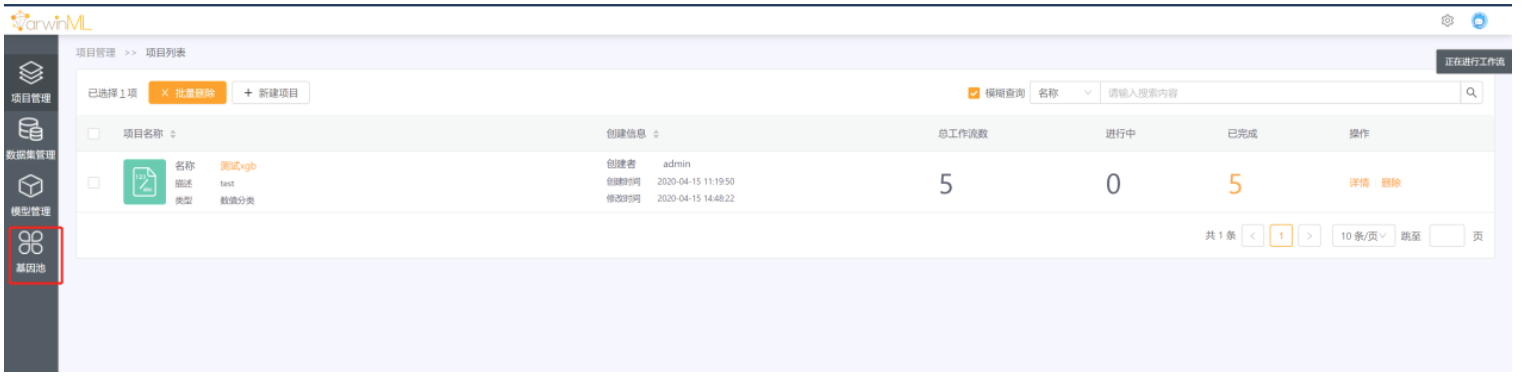 DarwinML
项目管理 >> 项目列表
正在进行工作流
项目管理
数据集管理
模型管理
基因池
已选择 1 项 × 批量删除 + 新建项目 模糊查询 名称 请输入搜索内容
项目名称 创建信息 总工作流数 进行中 已完成 操作
名称 测试xgb
描述 test
类型 数值分类
创建者 admin
创建时间 2020-04-15 11:19:50
修改时间 2020-04-15 14:48:22
5 0 5 详情 删除
共 1 条 < 1 > 10 条/页 跳至 页